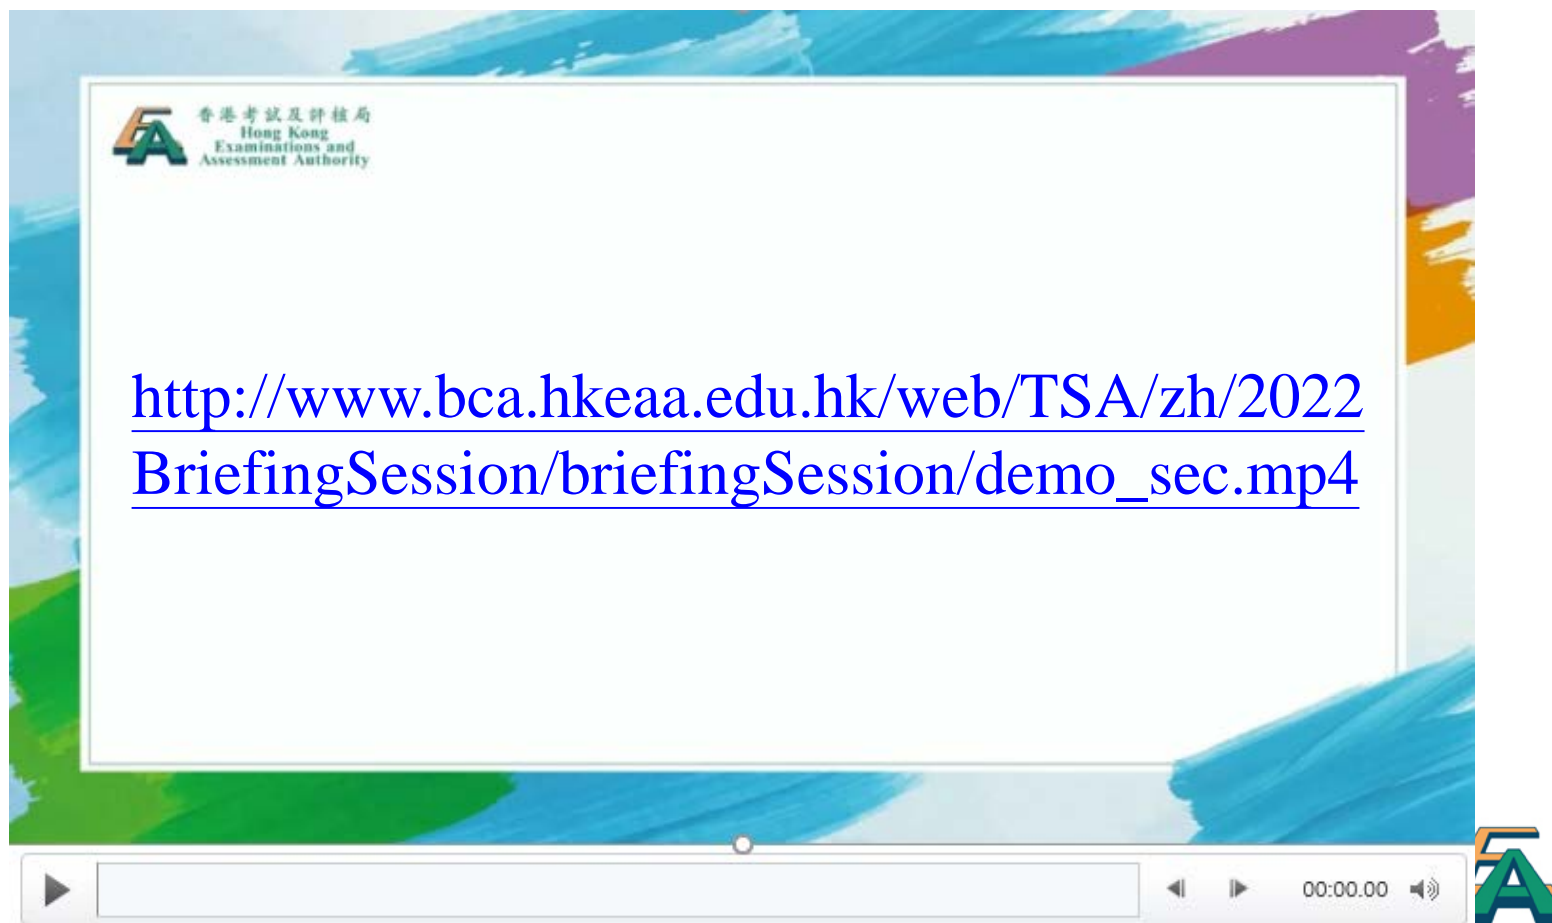 香港考試及評核局
Hong Kong
Examinations and
Assessment Authority
http://www.bca.hkeaa.edu.hk/web/TSA/zh/2022
BriefingSession/briefingSession/demo_sec.mp4
00:00.00